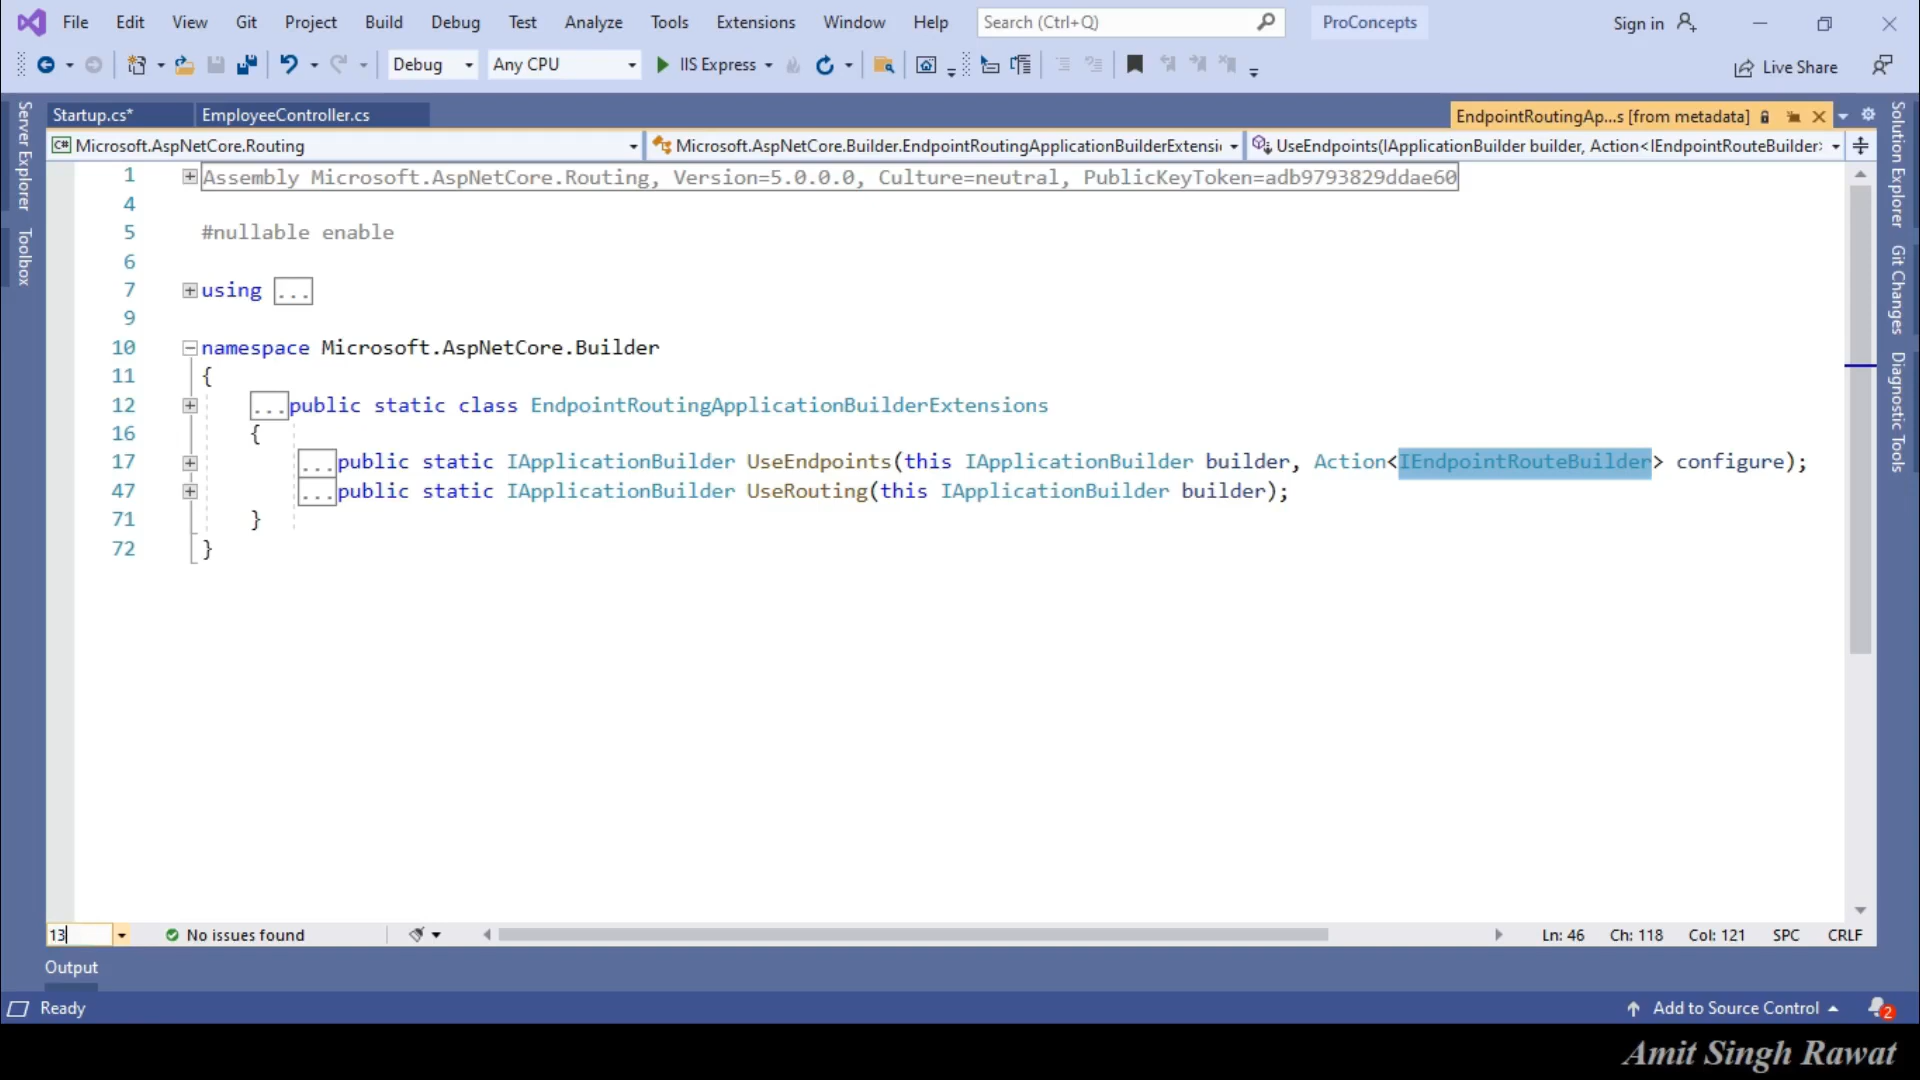 File Edit View Git Project Build Debug Test Analyze Tools Extensions Window Help Search (Ctrl+Q) ProConcepts Sign in
Debug Any CPU IIS Express Live Share
Startup.cs* EmployeeController.cs EndpointRoutingAp...s [from metadata]
C# Microsoft.AspNetCore.Routing Microsoft.AspNetCore.Builder.EndpointRoutingApplicationBuilderExtensi UseEndpoints(IApplicationBuilder builder, Action<IEndpointRouteBuilder>
Server Explorer
Toolbox
1 Assembly Microsoft.AspNetCore.Routing, Version=5.0.0.0, Culture=neutral, PublicKeyToken=adb9793829ddae60
4
5 #nullable enable
6
7 using ...
9
10 namespace Microsoft.AspNetCore.Builder
11 {
12 ...public static class EndpointRoutingApplicationBuilderExtensions
16 {
17 ...public static IApplicationBuilder UseEndpoints(this IApplicationBuilder builder, Action<IEndpointRouteBuilder> configure);
47 ...public static IApplicationBuilder UseRouting(this IApplicationBuilder builder);
71 }
72 }
Solution Explorer
Git Changes
Diagnostic Tools
13 No issues found Ln: 46 Ch: 118 Col: 121 SPC CRLF
Output
Ready Add to Source Control 2
Amit Singh Rawat